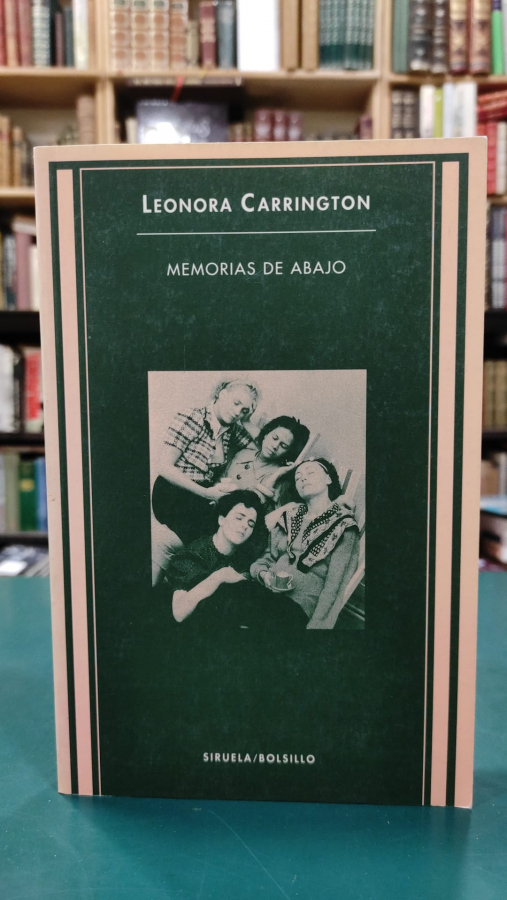 LEONORA CARRINGTON
MEMORIAS DE ABAJO
SIRUELA/BOLSILLO